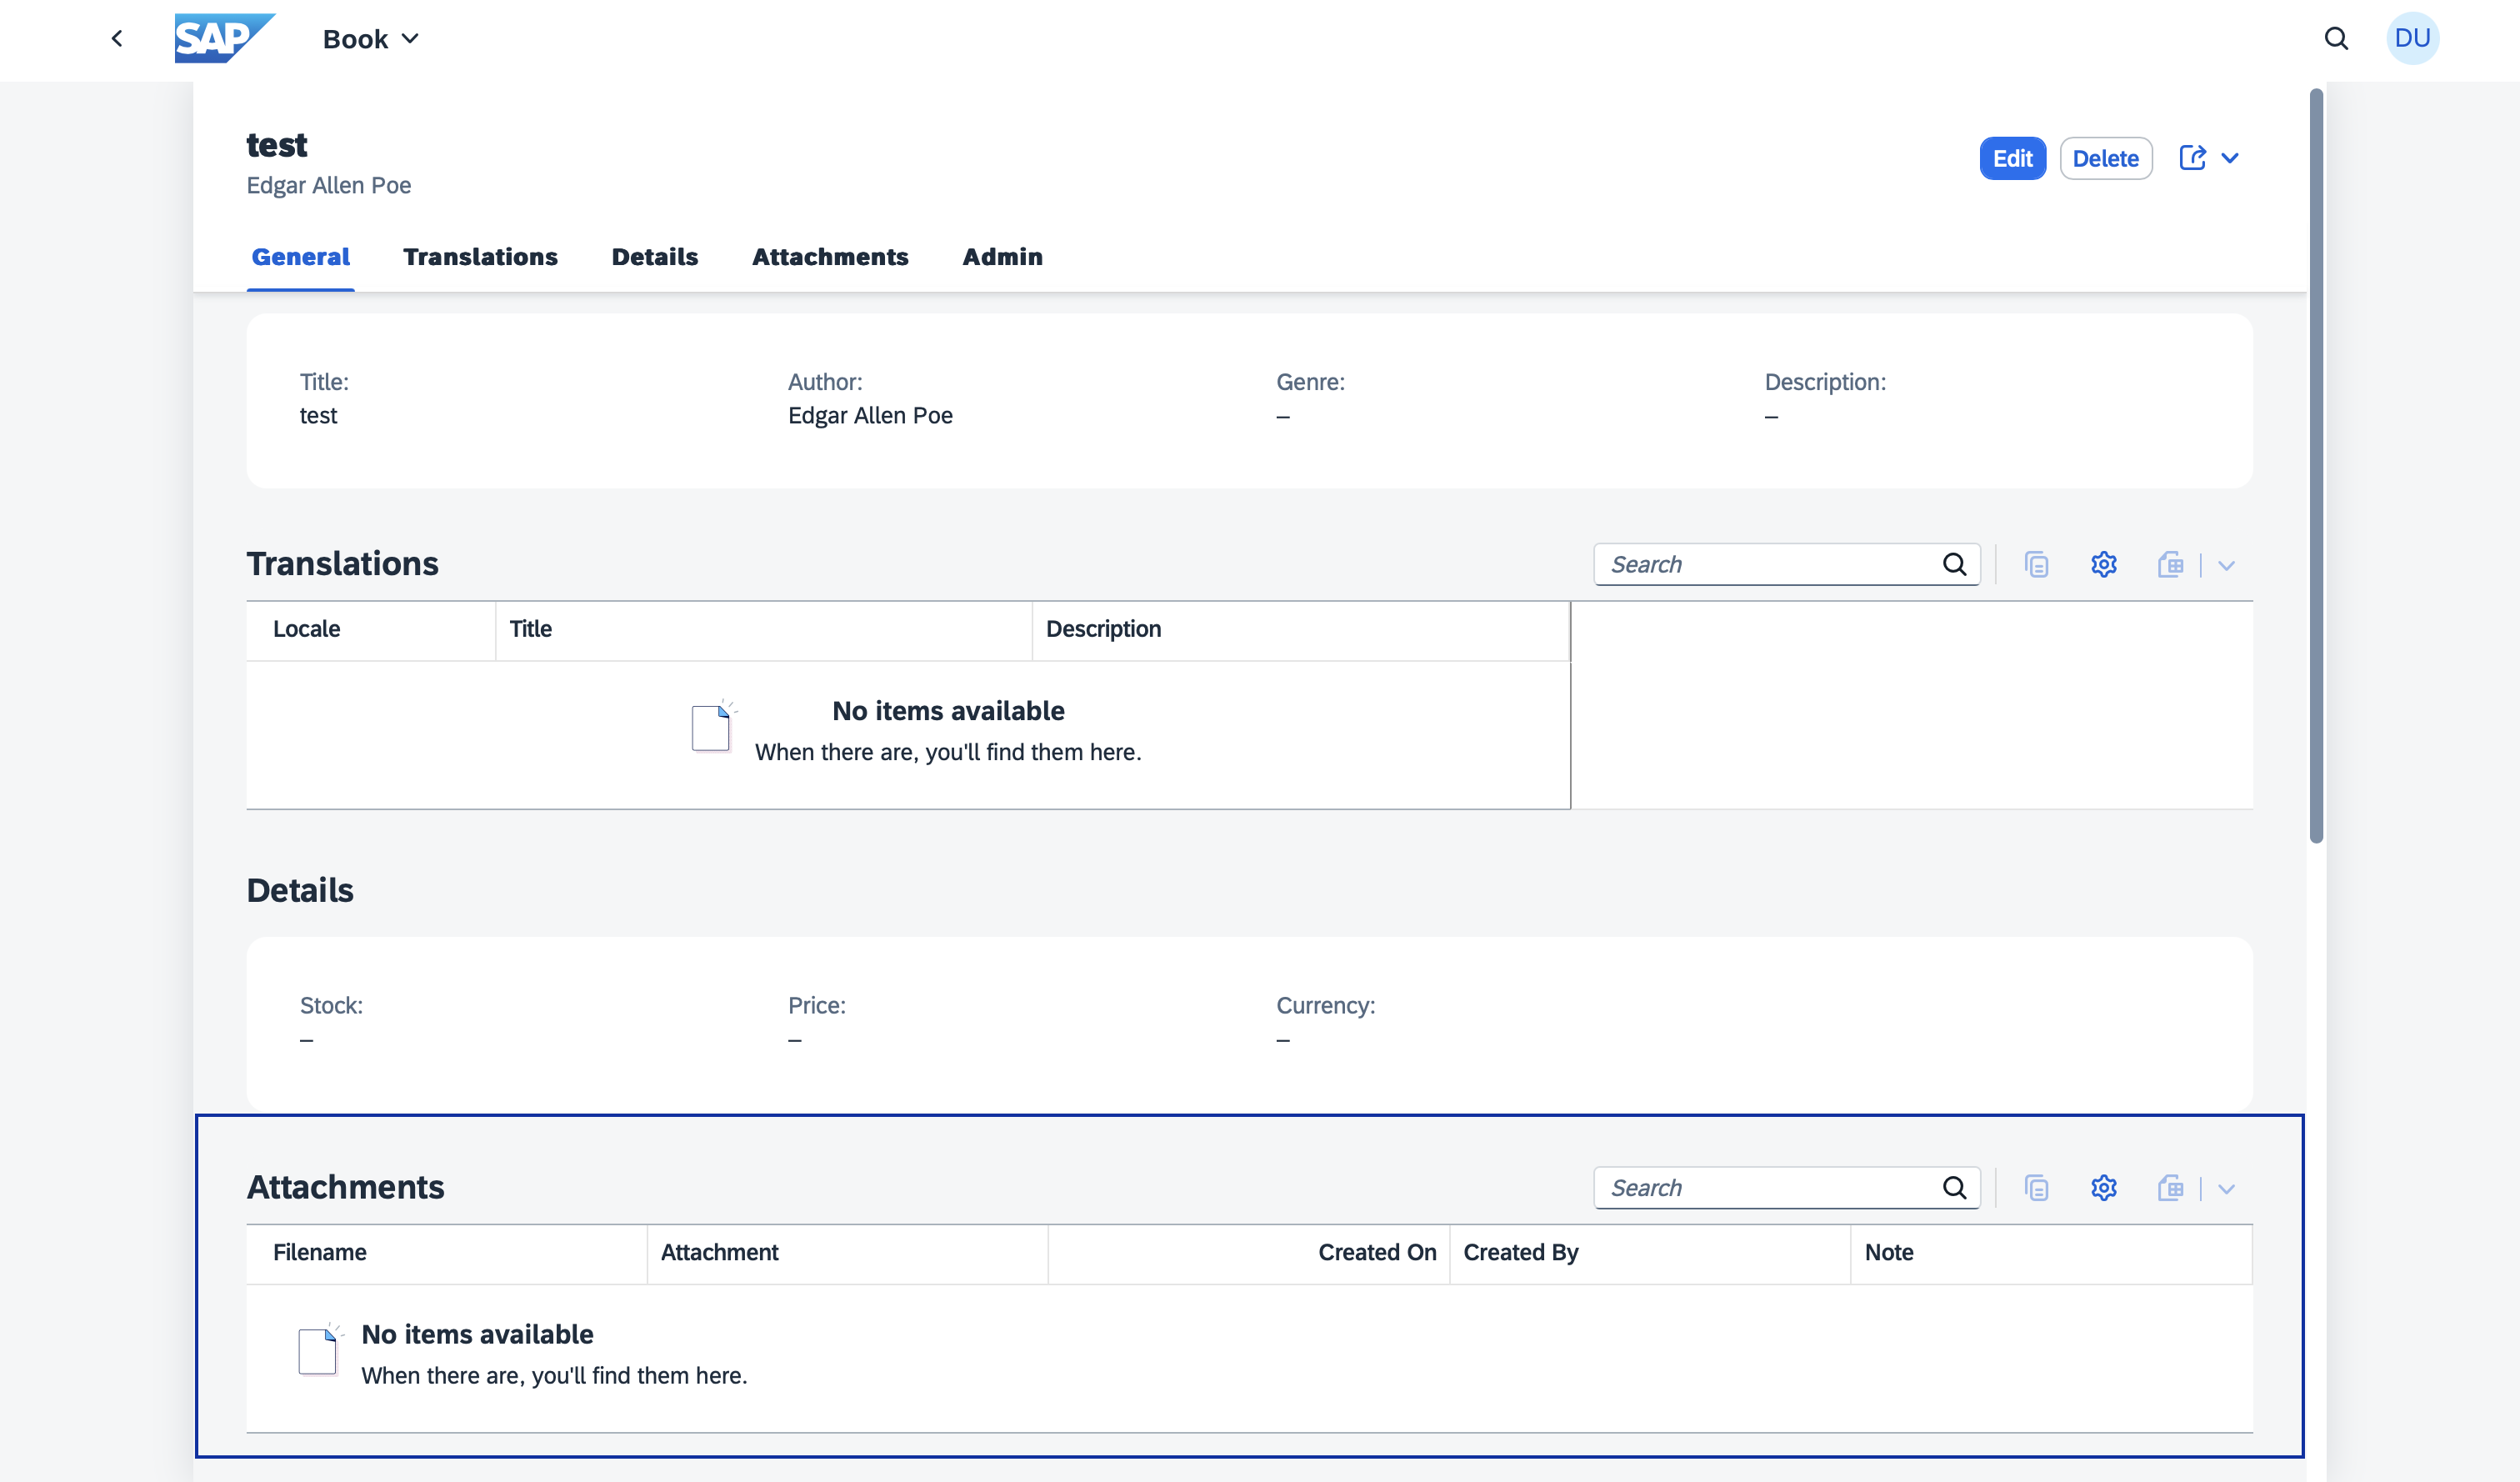 SAP Book DU
test
Edgar Allen Poe
Edit Delete
General Translations Details Attachments Admin
Title: Author: Genre: Description:
test Edgar Allen Poe – –
Translations Search
Locale Title Description
No items available
When there are, you'll find them here.
Details
Stock: Price: Currency:
– – –
Attachments Search
Filename Attachment Created On Created By Note
No items available
When there are, you'll find them here.